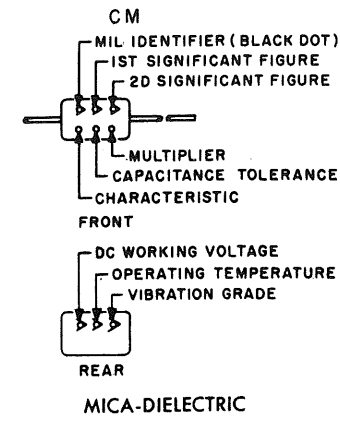 CM
MIL IDENTIFIER (BLACK DOT)
1ST SIGNIFICANT FIGURE
2D SIGNIFICANT FIGURE
MULTIPLIER
CAPACITANCE TOLERANCE
CHARACTERISTIC
FRONT
DC WORKING VOLTAGE
OPERATING TEMPERATURE
VIBRATION GRADE
REAR
MICA-DIELECTRIC